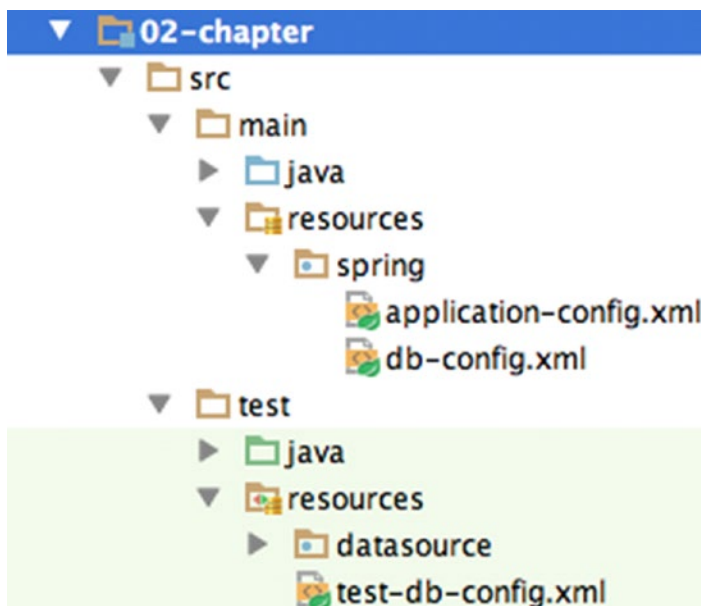 02-chapter
src
main
java
resources
spring
application-config.xml
db-config.xml
test
java
resources
datasource
test-db-config.xml